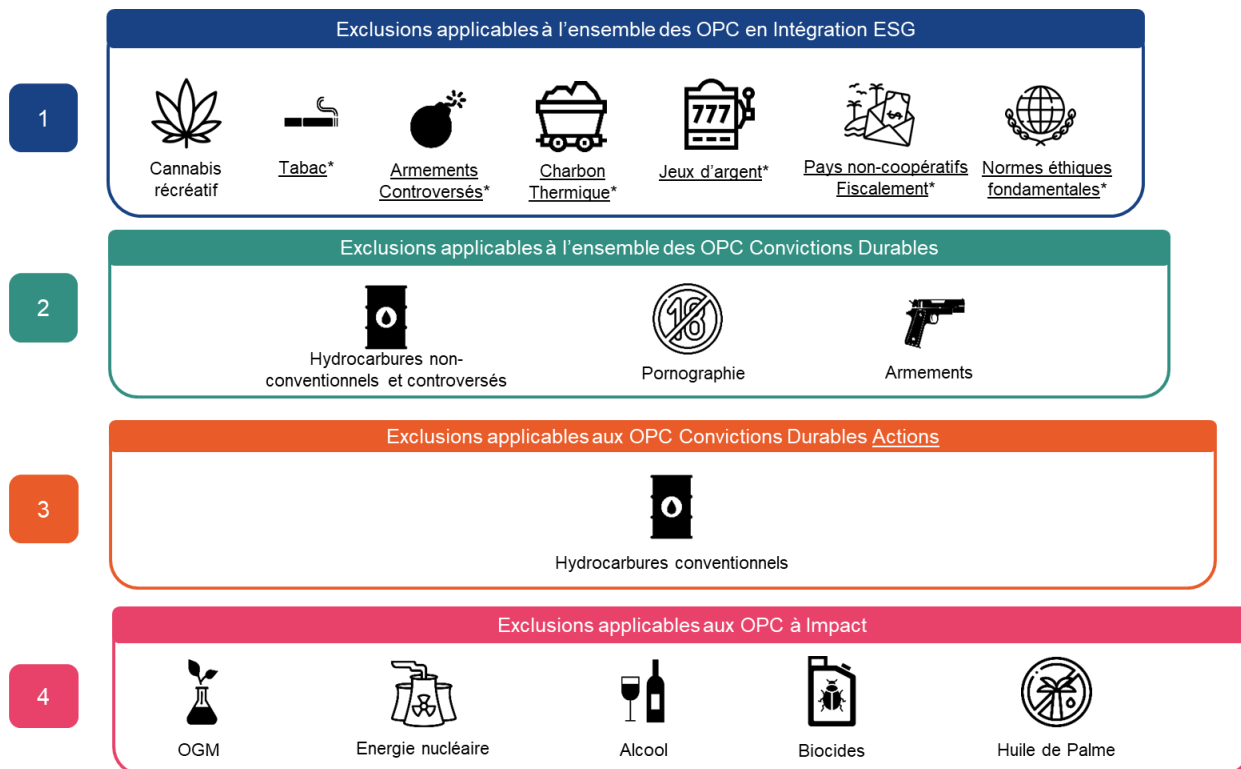 Exclusions applicables à l'ensemble des OPC en Intégration ESG
1
777
Cannabis
récréatif
Tabac*
Armements
Controversés*
Charbon
Thermique*
Jeux d'argent*
$
Pays non-coopératifs
Fiscalement*
Normes éthiques
fondamentales*
Exclusions applicables à l'ensemble des OPC Convictions Durables
2
18
Hydrocarbures non-
conventionnels et controversés
Pornographie
Armements
Exclusions applicables aux OPC Convictions Durables Actions
3
Hydrocarbures conventionnels
Exclusions applicables aux OPC à Impact
4
OGM
Energie nucléaire
Alcool
Biocides
Huile de Palme